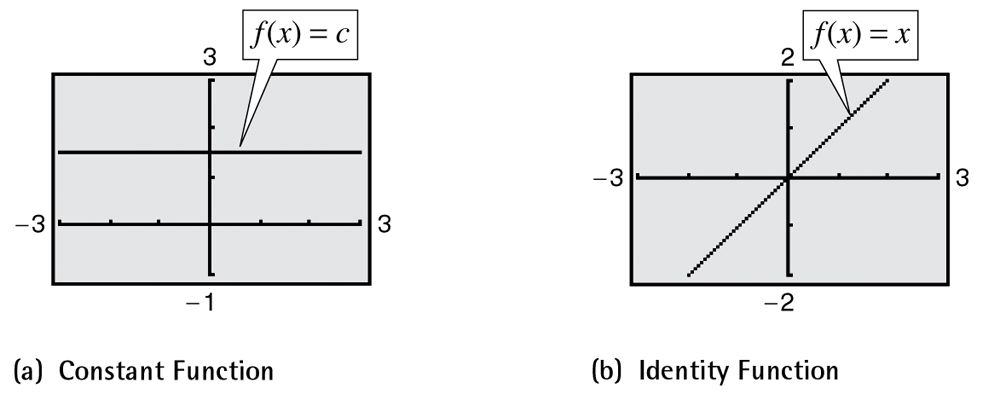 f(x) = c
3
−3
3
−1
(a) Constant Function
f(x) = x
2
−3
3
−2
(b) Identity Function